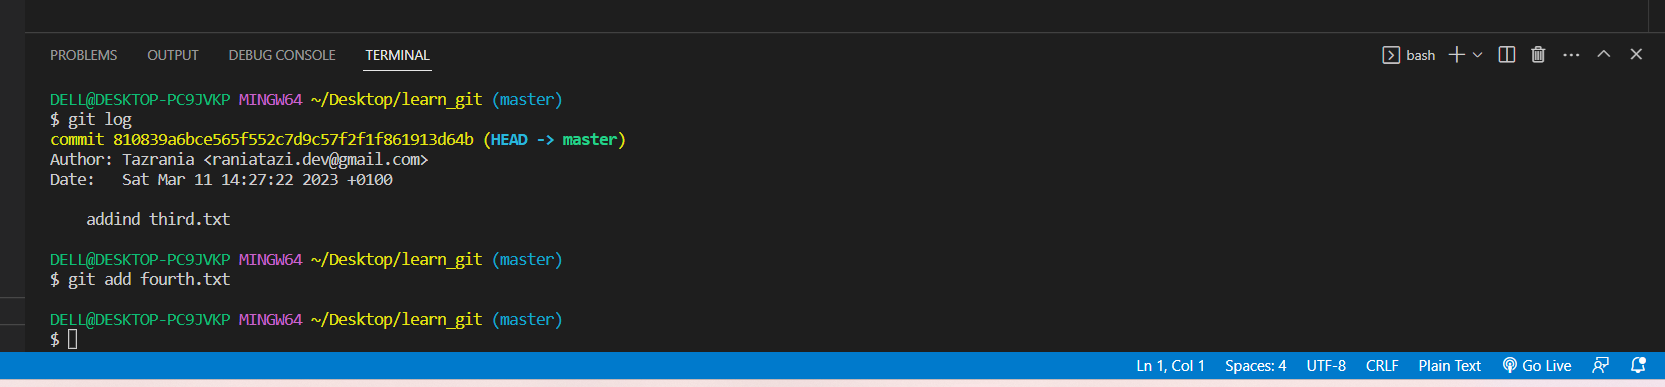 PROBLEMS OUTPUT DEBUG CONSOLE TERMINAL bash
DELL@DESKTOP-PC9JVKP MINGW64 ~/Desktop/learn_git (master)
$ git log
commit 810839a6bce565f552c7d9c57f2f1f861913d64b (HEAD -> master)
Author: Tazrania <raniatazi.dev@gmail.com>
Date:   Sat Mar 11 14:27:22 2023 +0100
addind third.txt
DELL@DESKTOP-PC9JVKP MINGW64 ~/Desktop/learn_git (master)
$ git add fourth.txt
DELL@DESKTOP-PC9JVKP MINGW64 ~/Desktop/learn_git (master)
$
Ln 1, Col 1 Spaces: 4 UTF-8 CRLF Plain Text Go Live